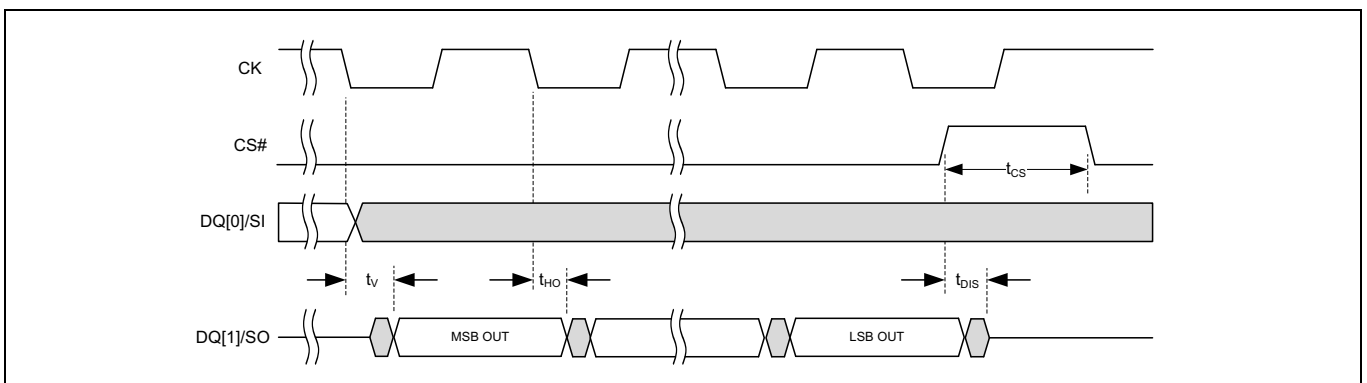 CK
CS#
tCS
DQ[0]/SI
tV
tHO
tDIS
DQ[1]/SO
MSB OUT
LSB OUT